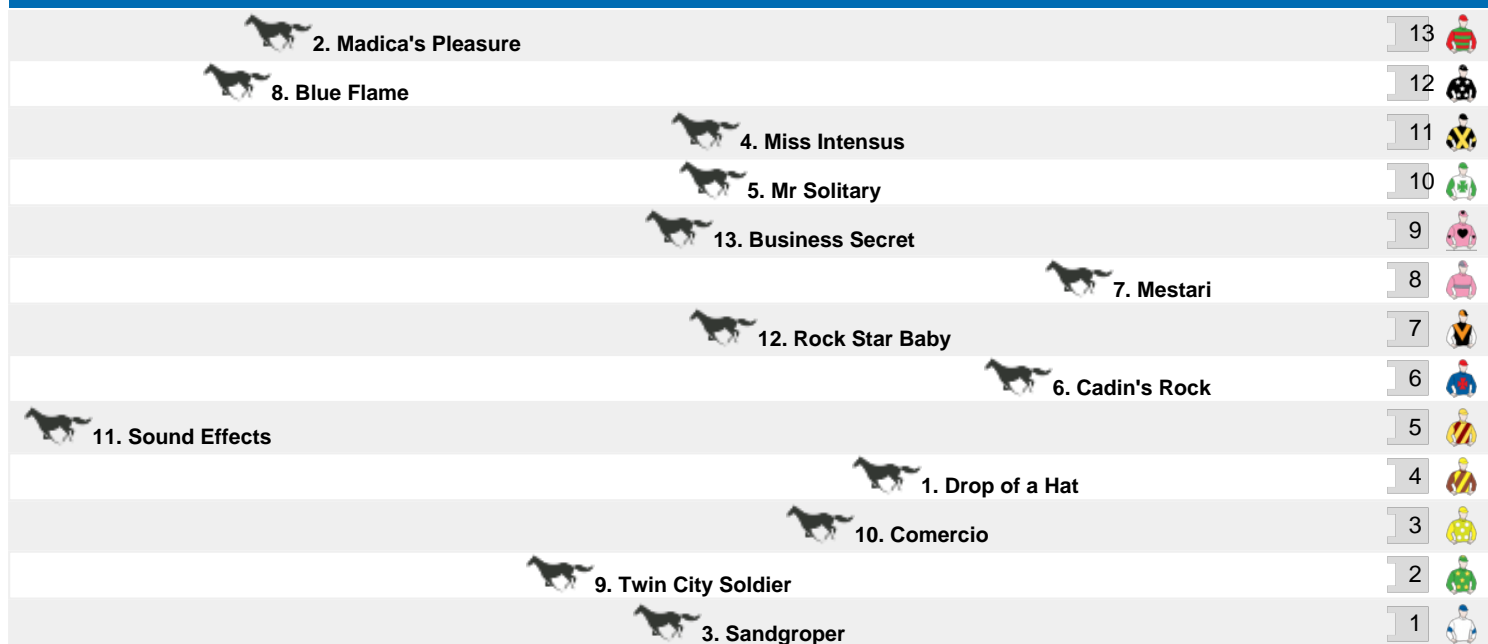 2. Madica's Pleasure 13
8. Blue Flame 12
4. Miss Intensus 11
5. Mr Solitary 10
13. Business Secret 9
7. Mestari 8
12. Rock Star Baby 7
6. Cadin's Rock 6
11. Sound Effects 5
1. Drop of a Hat 4
10. Comercio 3
9. Twin City Soldier 2
3. Sandgroper 1